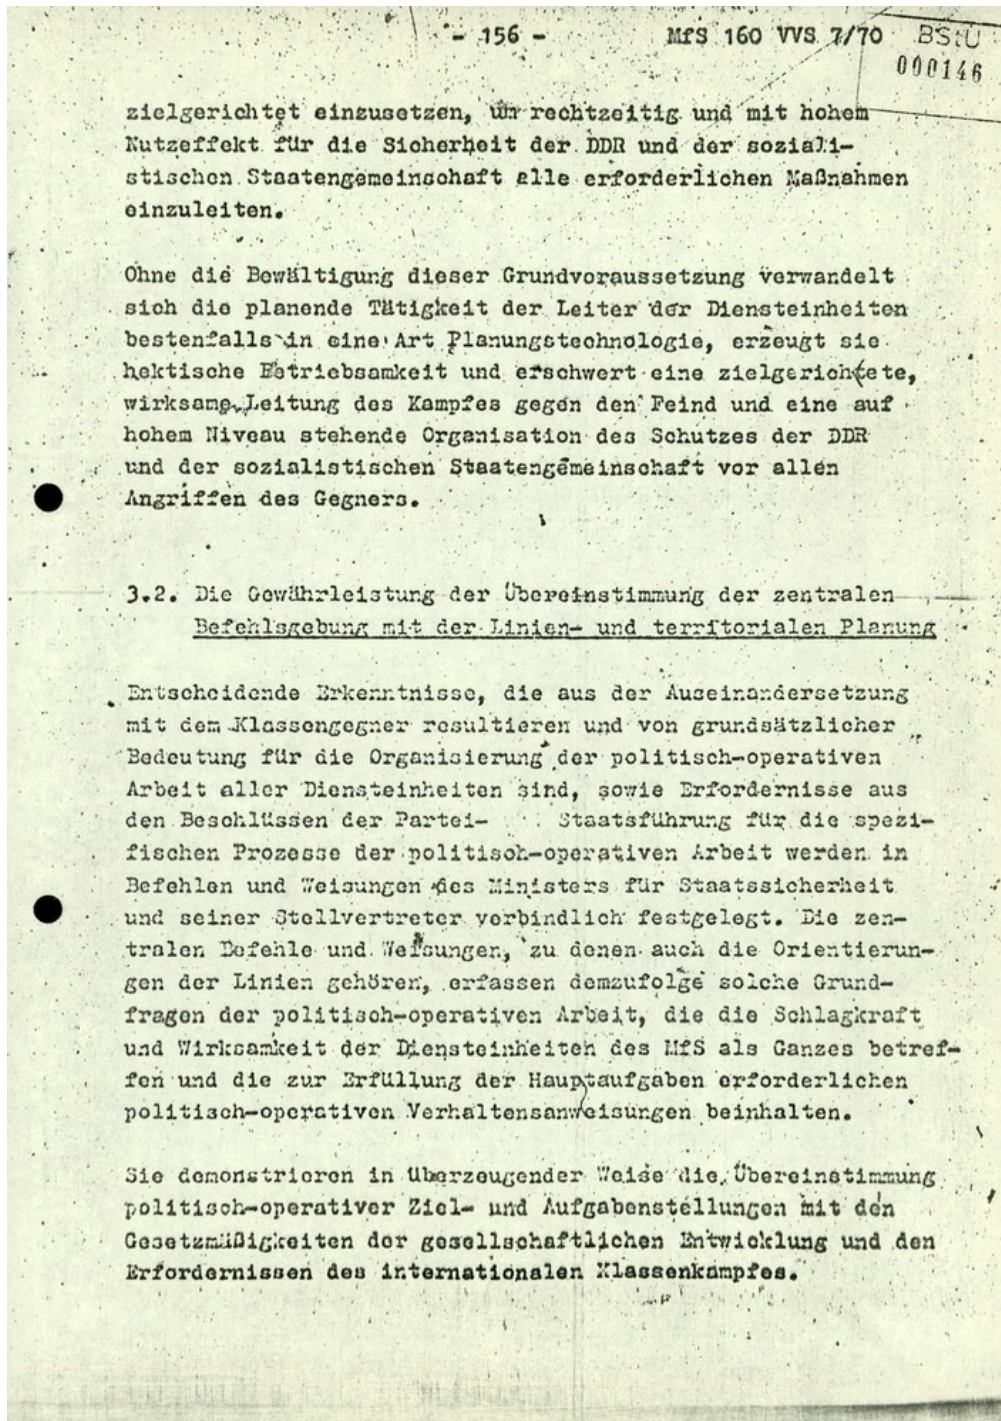 - 156 -
MfS 160 VVS 7/70
BStU
000146
zielgerichtet einzusetzen, um rechtzeitig und mit hohem
Nutzeffekt für die Sicherheit der DDR und der soziali-
stischen Staatengemeinschaft alle erforderlichen Maßnahmen
einzuleiten.
Ohne die Bewältigung dieser Grundvoraussetzung verwandelt
sich die planende Tätigkeit der Leiter der Diensteinheiten
bestenfalls in eine Art Planungstechnologie, erzeugt sie
hektische Betriebsamkeit und erschwert eine zielgerichtete,
wirksame Leitung des Kampfes gegen den Feind und eine auf
hohem Niveau stehende Organisation des Schutzes der DDR
und der sozialistischen Staatengemeinschaft vor allen
Angriffen des Gegners.
3.2. Die Gewährleistung der Übereinstimmung der zentralen
Befehlsgebung mit der Linien- und territorialen Planung
Entscheidende Erkenntnisse, die aus der Auseinandersetzung
mit dem Klassengegner resultieren und von grundsätzlicher
Bedeutung für die Organisierung der politisch-operativen
Arbeit aller Diensteinheiten sind, sowie Erfordernisse aus
den Beschlüssen der Partei- Staatsführung für die spezi-
fischen Prozesse der politisch-operativen Arbeit werden in
Befehlen und Weisungen des Ministers für Staatssicherheit
und seiner Stellvertreter verbindlich festgelegt. Die zen-
tralen Befehle und Weisungen, zu denen auch die Orientierun-
gen der Linien gehören, erfassen demzufolge solche Grund-
fragen der politisch-operativen Arbeit, die die Schlagkraft
und Wirksamkeit der Diensteinheiten des MfS als Ganzes betref-
fen und die zur Erfüllung der Hauptaufgaben erforderlichen
politisch-operativen Verhaltensanweisungen beinhalten.
Sie demonstrieren in überzeugender Weise die Übereinstimmung
politisch-operativer Ziel- und Aufgabenstellungen mit den
Gesetzmäßigkeiten der gesellschaftlichen Entwicklung und den
Erfordernissen des internationalen Klassenkampfes.